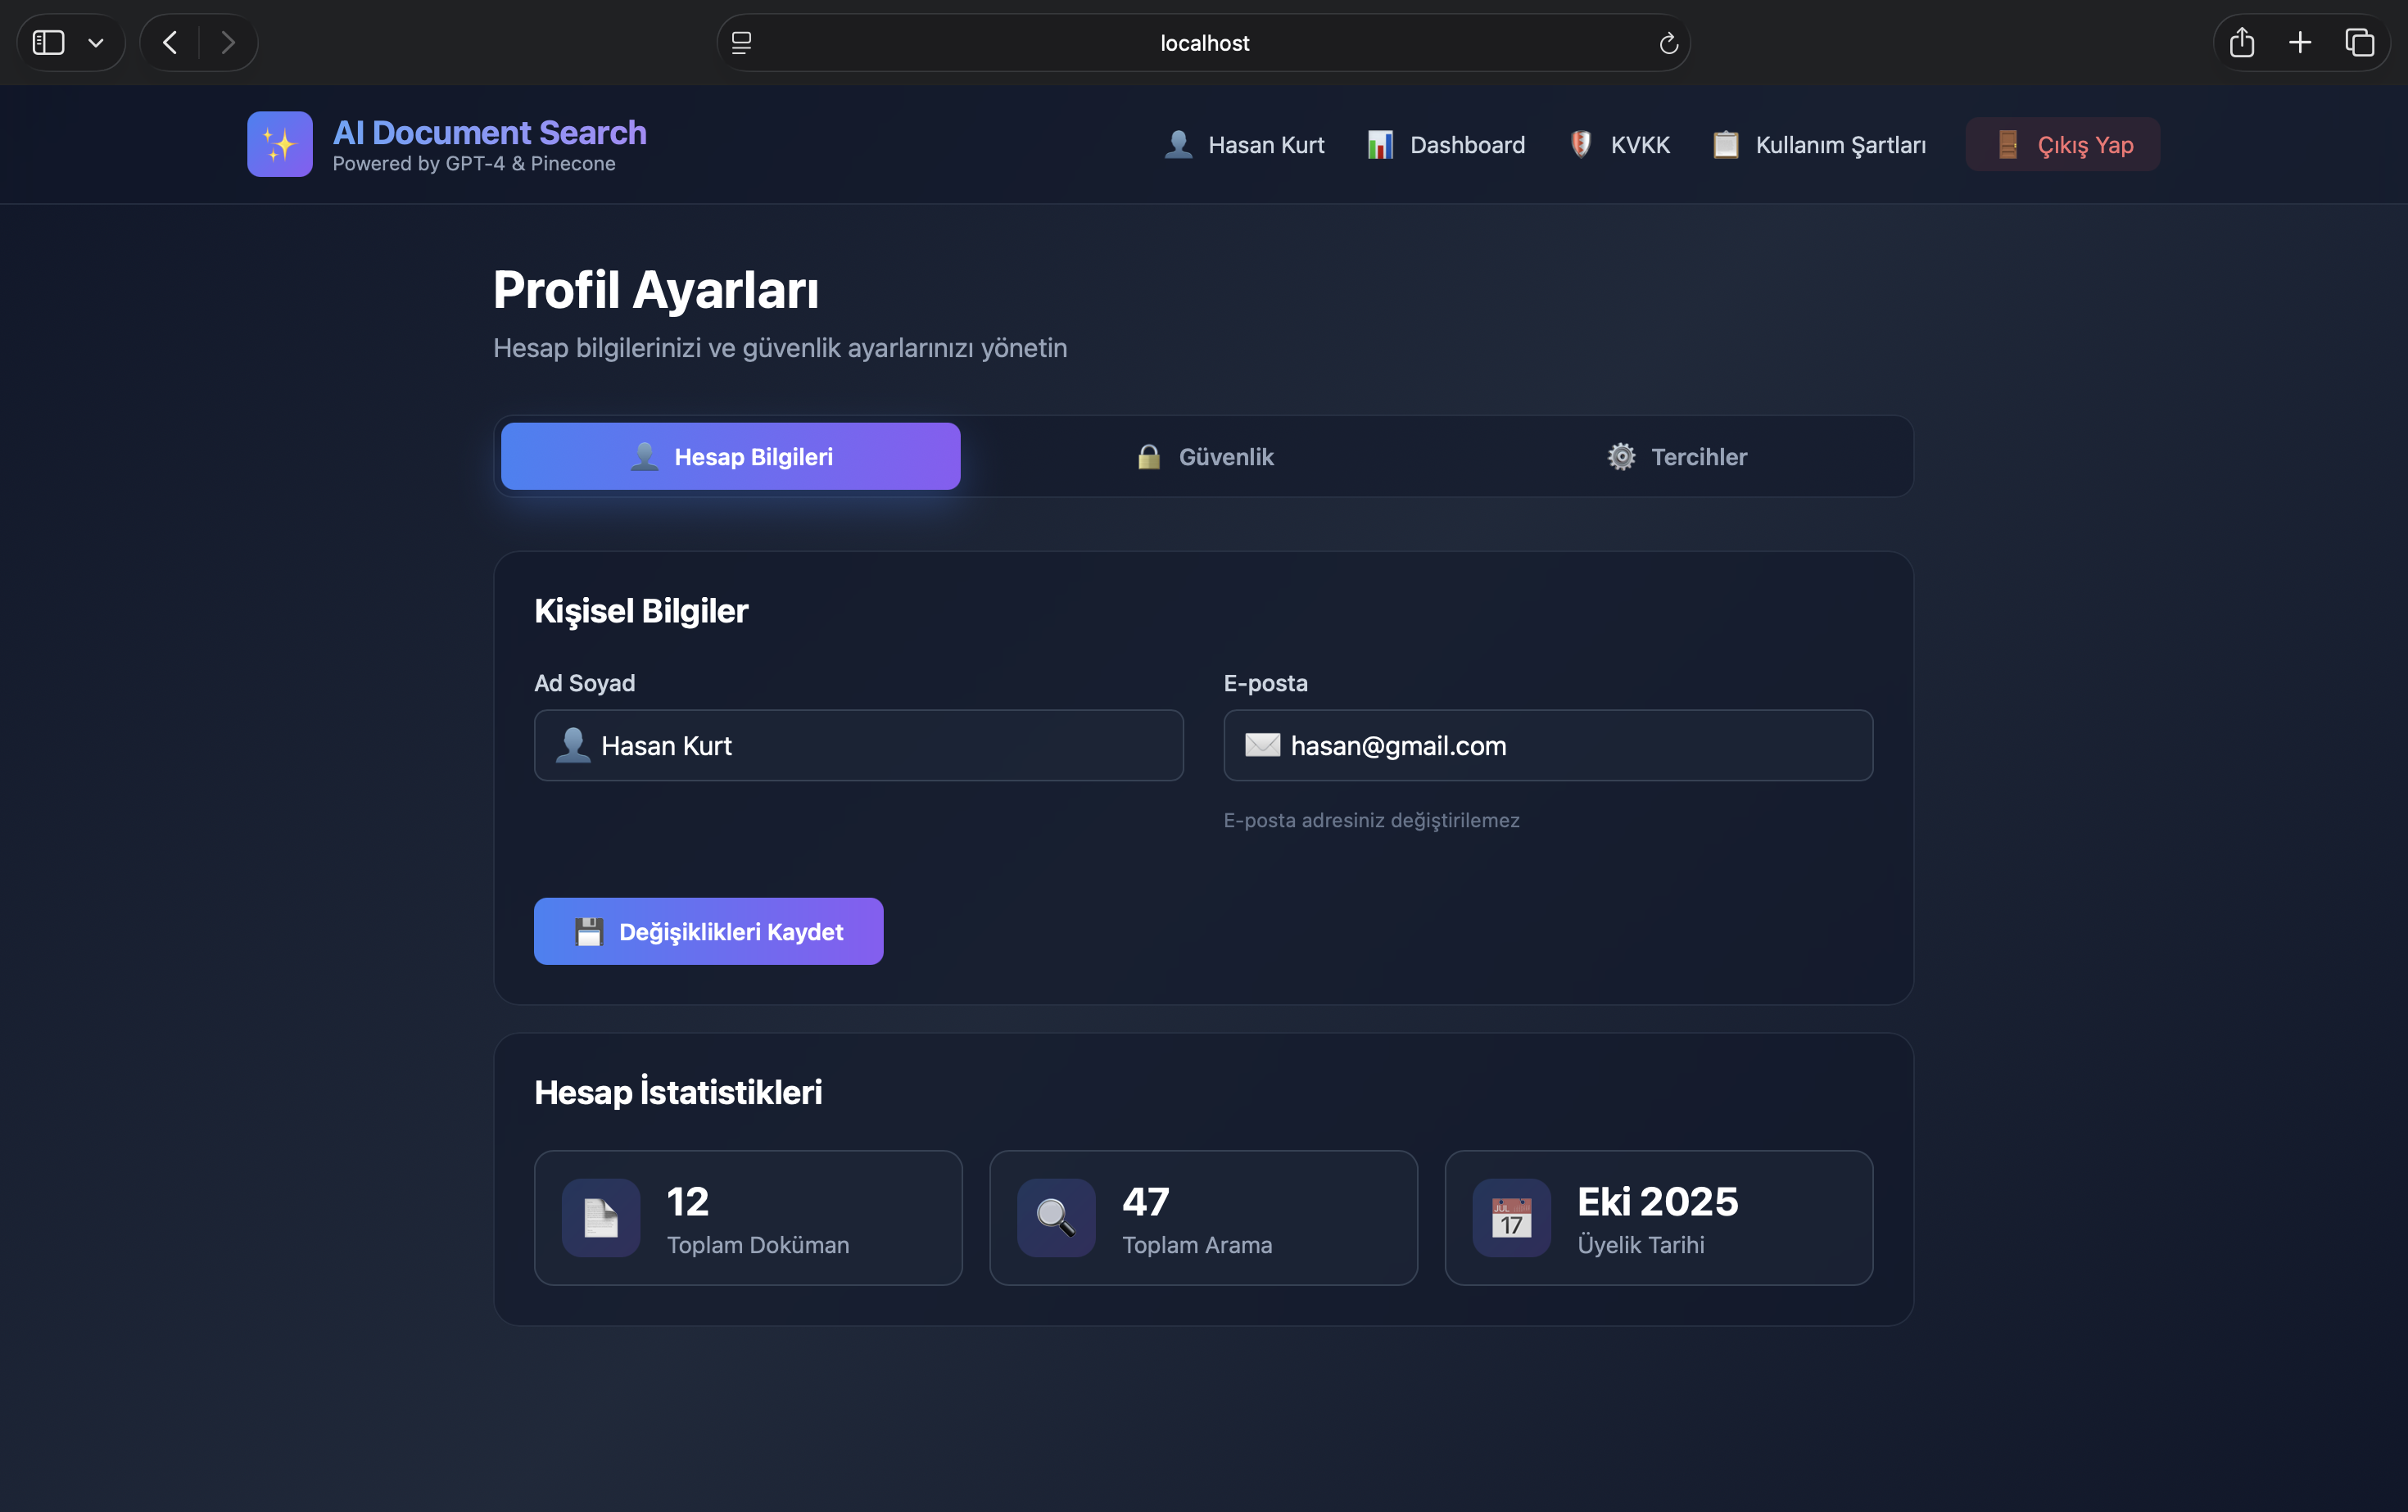 localhost
AI Document Search
Powered by GPT-4 & Pinecone
Hasan Kurt
Dashboard
KVKK
Kullanım Şartları
Çıkış Yap
Profil Ayarları
Hesap bilgilerinizi ve güvenlik ayarlarınızı yönetin
Hesap Bilgileri
Güvenlik
Tercihler
Kişisel Bilgiler
Ad Soyad
E-posta
Hasan Kurt
hasan@gmail.com
E-posta adresiniz değiştirilemez
Değişiklikleri Kaydet
Hesap İstatistikleri
12
Toplam Doküman
47
Toplam Arama
JUL
17
Eki 2025
Üyelik Tarihi